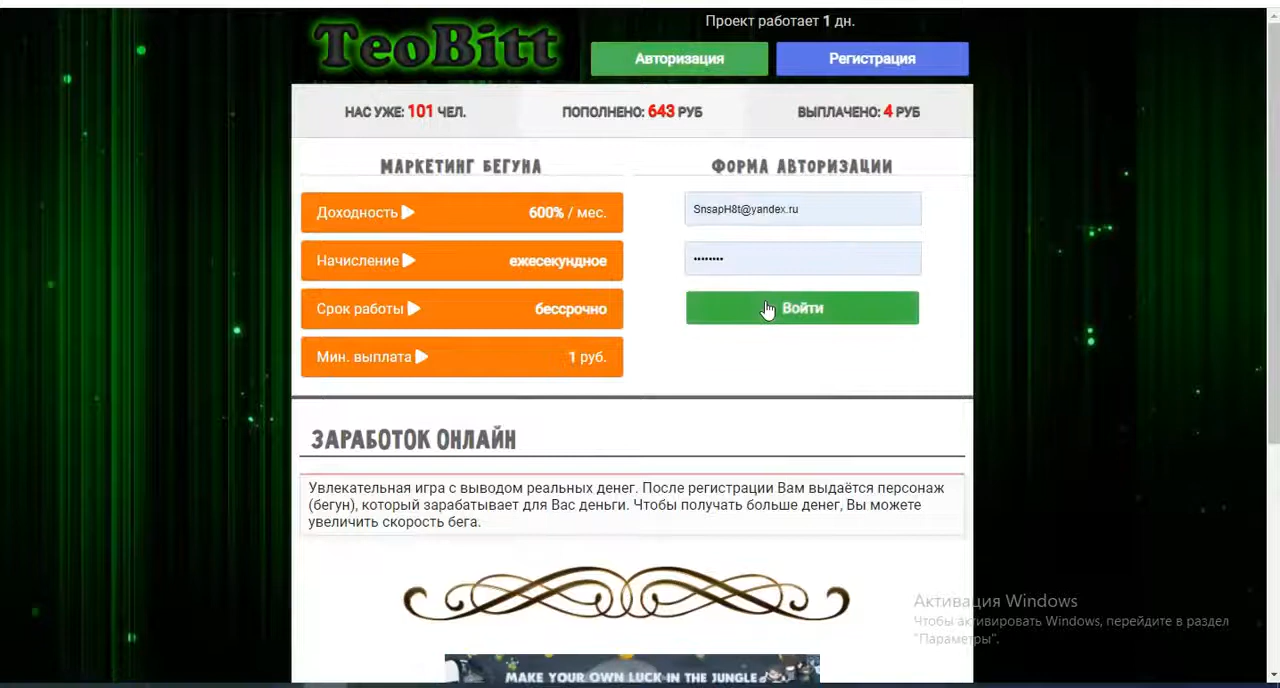 TeoBitt
Проект работает 1 дн.
Авторизация
Регистрация
НАС УЖЕ: 101 ЧЕЛ.
ПОПОЛНЕНО: 643 РУБ
ВЫПЛАЧЕНО: 4 РУБ
МАРКЕТИНГ БЕГУНА
Доходность
600% / мес.
Начисление
ежесекундное
Срок работы
бессрочно
Мин. выплата
1 руб.
ФОРМА АВТОРИЗАЦИИ
SnsapH8t@yandex.ru
••••••••
Войти
ЗАРАБОТОК ОНЛАЙН
Увлекательная игра с выводом реальных денег. После регистрации Вам выдаётся персонаж
(бегун), который зарабатывает для Вас деньги. Чтобы получать больше денег, Вы можете
увеличить скорость бега.
MAKE YOUR OWN LUCK IN THE JUNGLE
Активация Windows
Чтобы активировать Windows, перейдите в раздел
"Параметры".